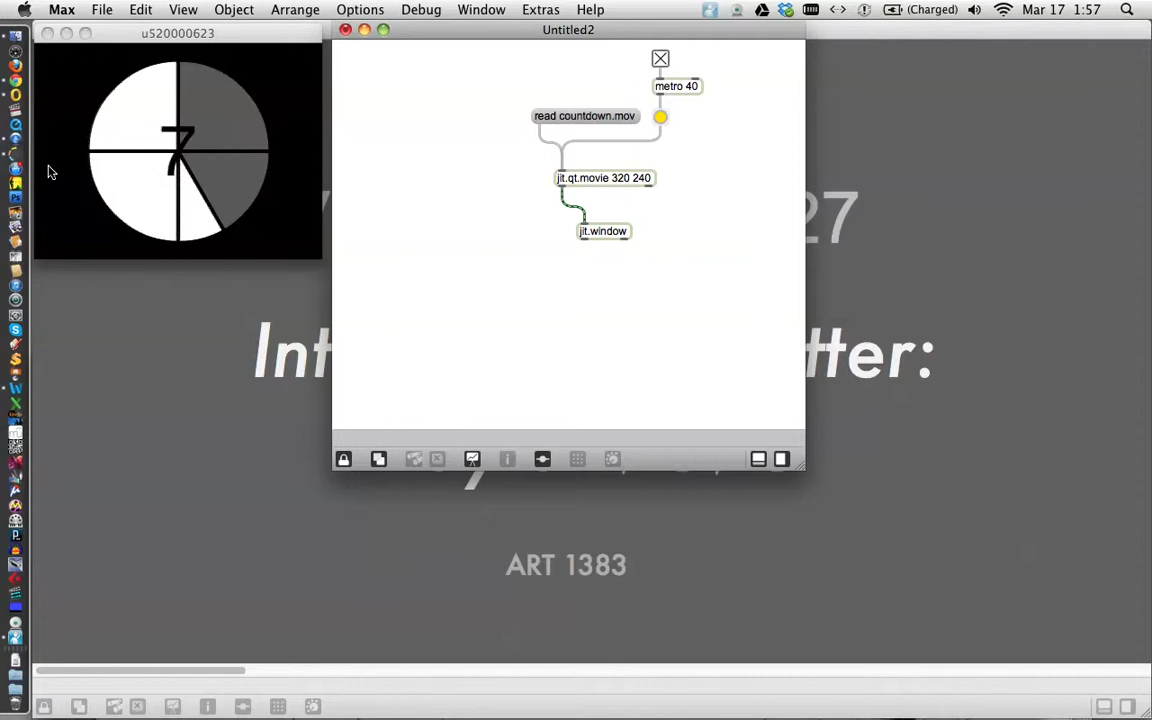 Max File Edit View Object Arrange Options Debug Window Extras Help (Charged) Mar 17 1:57
u520000623
7
Untitled2
metro 40
read countdown.mov
jit.qt.movie 320 240
jit.window
27
Int tter:
ART 1383